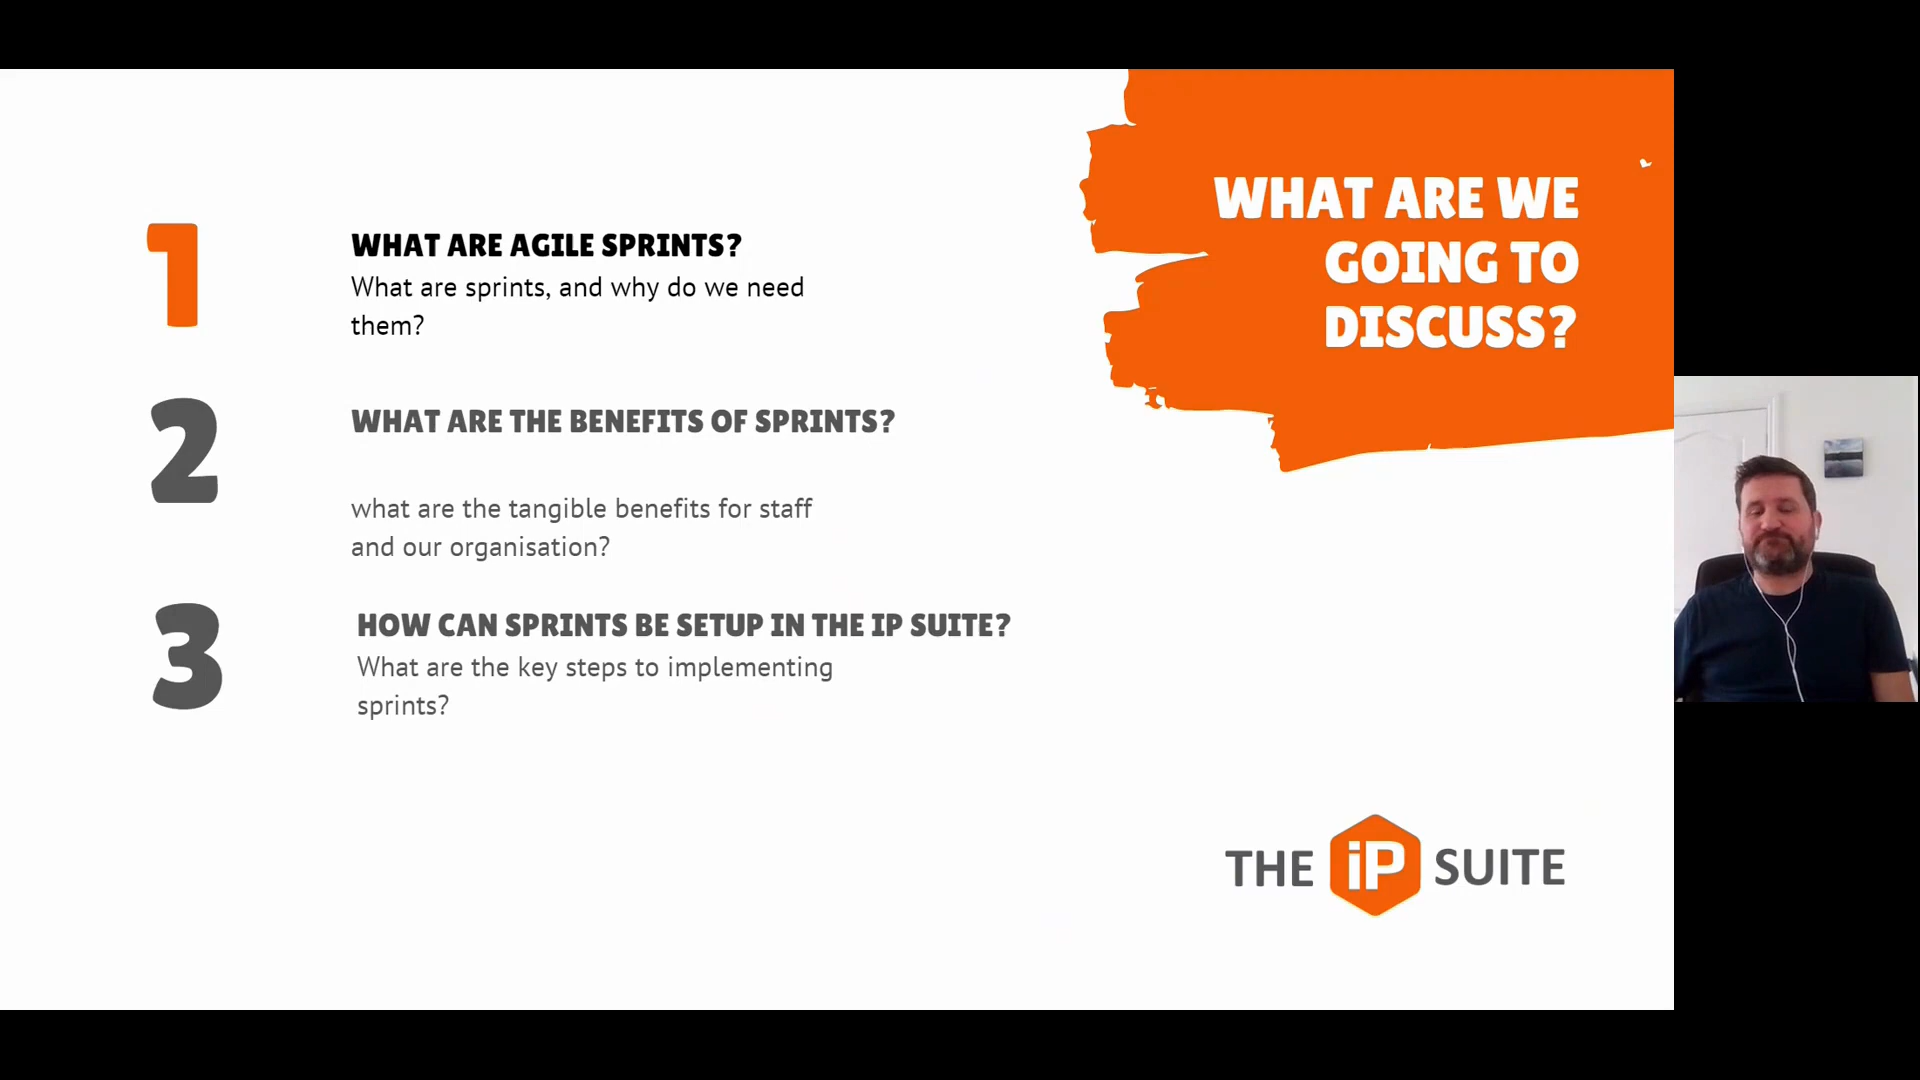 WHAT ARE WE
GOING TO
DISCUSS?
1
WHAT ARE AGILE SPRINTS?
What are sprints, and why do we need
them?
2
WHAT ARE THE BENEFITS OF SPRINTS?
what are the tangible benefits for staff
and our organisation?
3
HOW CAN SPRINTS BE SETUP IN THE IP SUITE?
What are the key steps to implementing
sprints?
THE iP SUITE